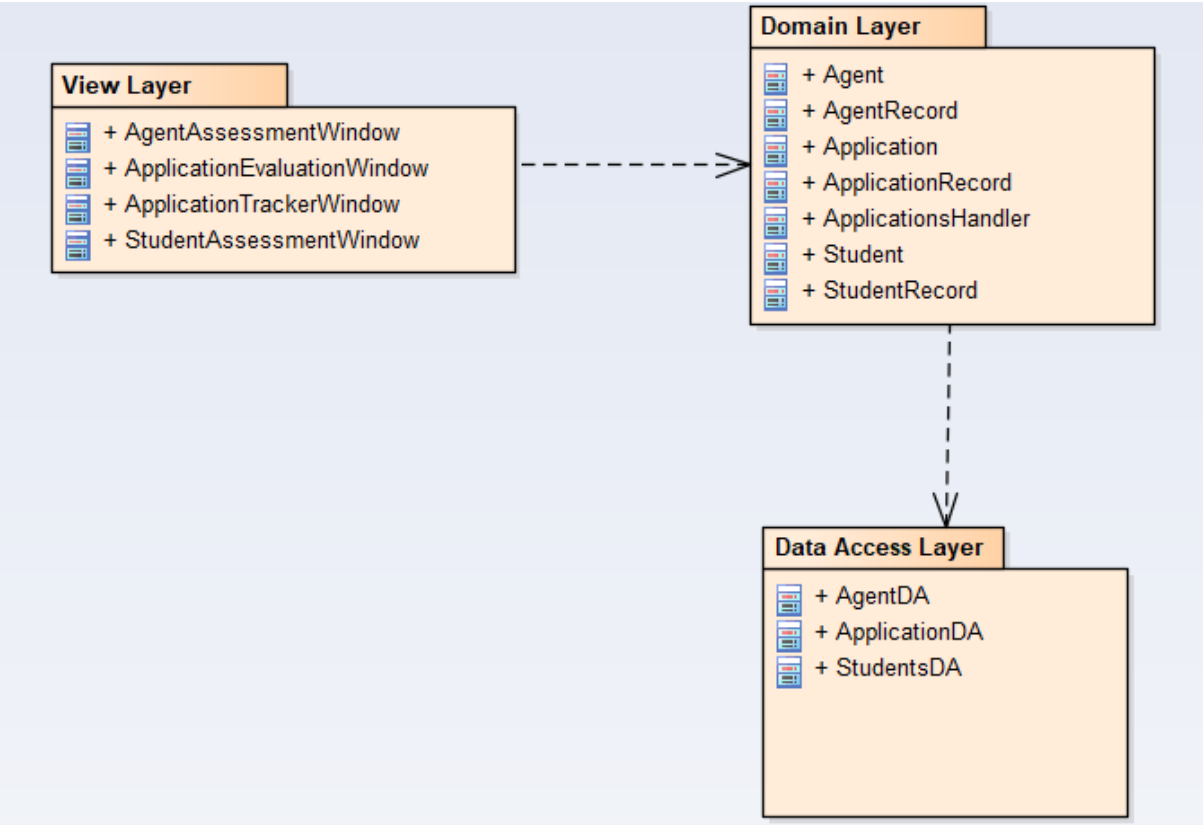 View Layer
+ AgentAssessmentWindow
+ ApplicationEvaluationWindow
+ ApplicationTrackerWindow
+ StudentAssessmentWindow
Domain Layer
+ Agent
+ AgentRecord
+ Application
+ ApplicationRecord
+ ApplicationsHandler
+ Student
+ StudentRecord
Data Access Layer
+ AgentDA
+ ApplicationDA
+ StudentsDA